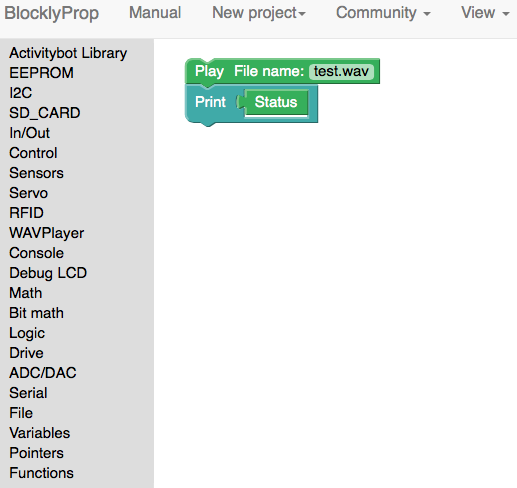 BlocklyProp Manual New project Community View
Activitybot Library
EEPROM
I2C
SD_CARD
In/Out
Control
Sensors
Servo
RFID
WAVPlayer
Console
Debug LCD
Math
Bit math
Logic
Drive
ADC/DAC
Serial
File
Variables
Pointers
Functions
Play File name: test.wav
Print Status